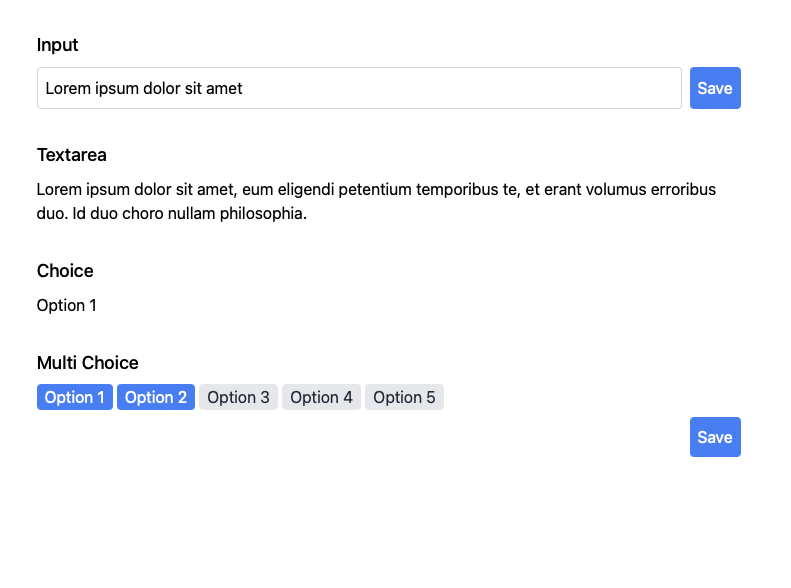 Input
Lorem ipsum dolor sit amet
Save
Textarea
Lorem ipsum dolor sit amet, eum eligendi petentium temporibus te, et erant volumus erroribus
duo. Id duo choro nullam philosophia.
Choice
Option 1
Multi Choice
Option 1 Option 2 Option 3 Option 4 Option 5
Save